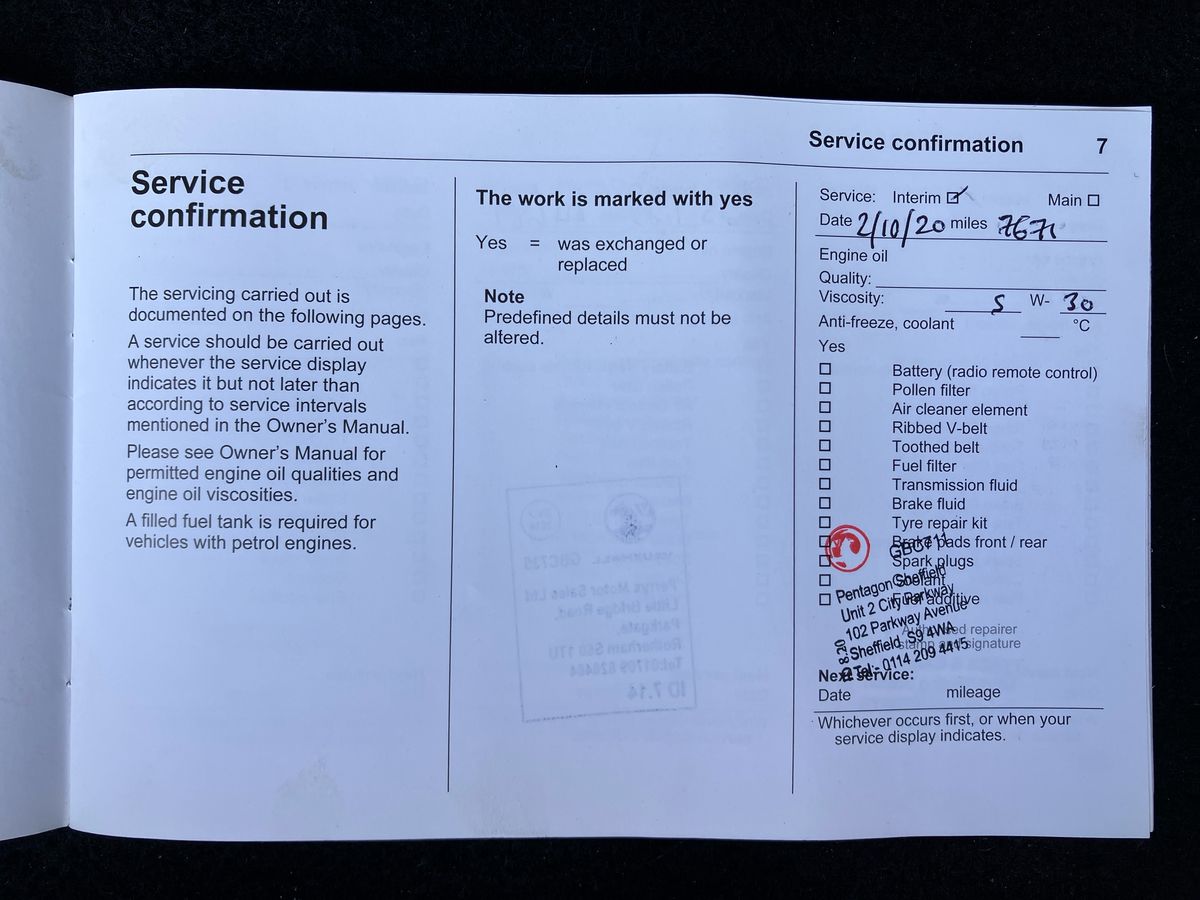 Service confirmation 7
Service
confirmation
The servicing carried out is
documented on the following pages.
A service should be carried out
whenever the service display
indicates it but not later than
according to service intervals
mentioned in the Owner's Manual.
Please see Owner's Manual for
permitted engine oil qualities and
engine oil viscosities.
A filled fuel tank is required for
vehicles with petrol engines.
The work is marked with yes
Yes = was exchanged or
replaced
Note
Predefined details must not be
altered.
Service: Interim Main
Date 2/10/20 miles 7671
Engine oil
Quality:
Viscosity: 5 W- 30
Anti-freeze, coolant °C
Yes
Battery (radio remote control)
Pollen filter
Air cleaner element
Ribbed V-belt
Toothed belt
Fuel filter
Transmission fluid
Brake fluid
Tyre repair kit
Brake pads front / rear
Spark plugs
Coolant
Fuel additive
Authorised repairer
stamp and signature
GBC711
Pentagon Sheffield
Unit 2 City Parkway
102 Parkway Avenue
Sheffield, S9 4WA
Tel:- 0114 209 4415
Next service:
Date mileage
Whichever occurs first, or when your
service display indicates.